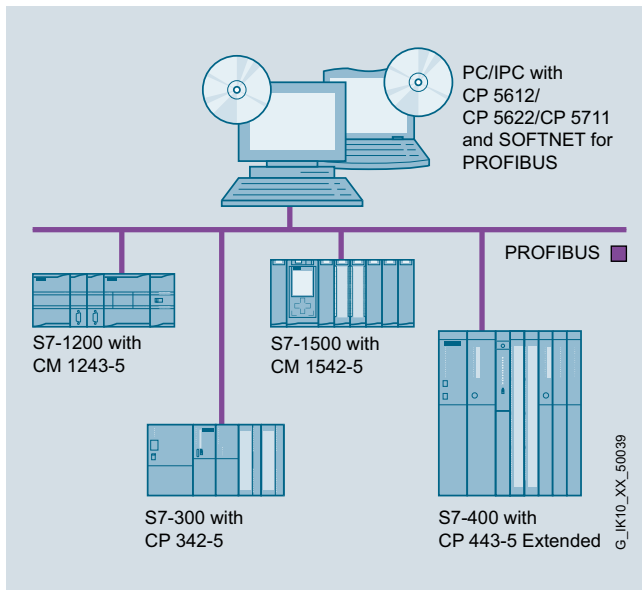 PC/IPC with
CP 5612/
CP 5622/CP 5711
and SOFTNET for
PROFIBUS
PROFIBUS
S7-1200 with
CM 1243-5
S7-1500 with
CM 1542-5
S7-300 with
CP 342-5
S7-400 with
CP 443-5 Extended
G_IK10_XX_50039